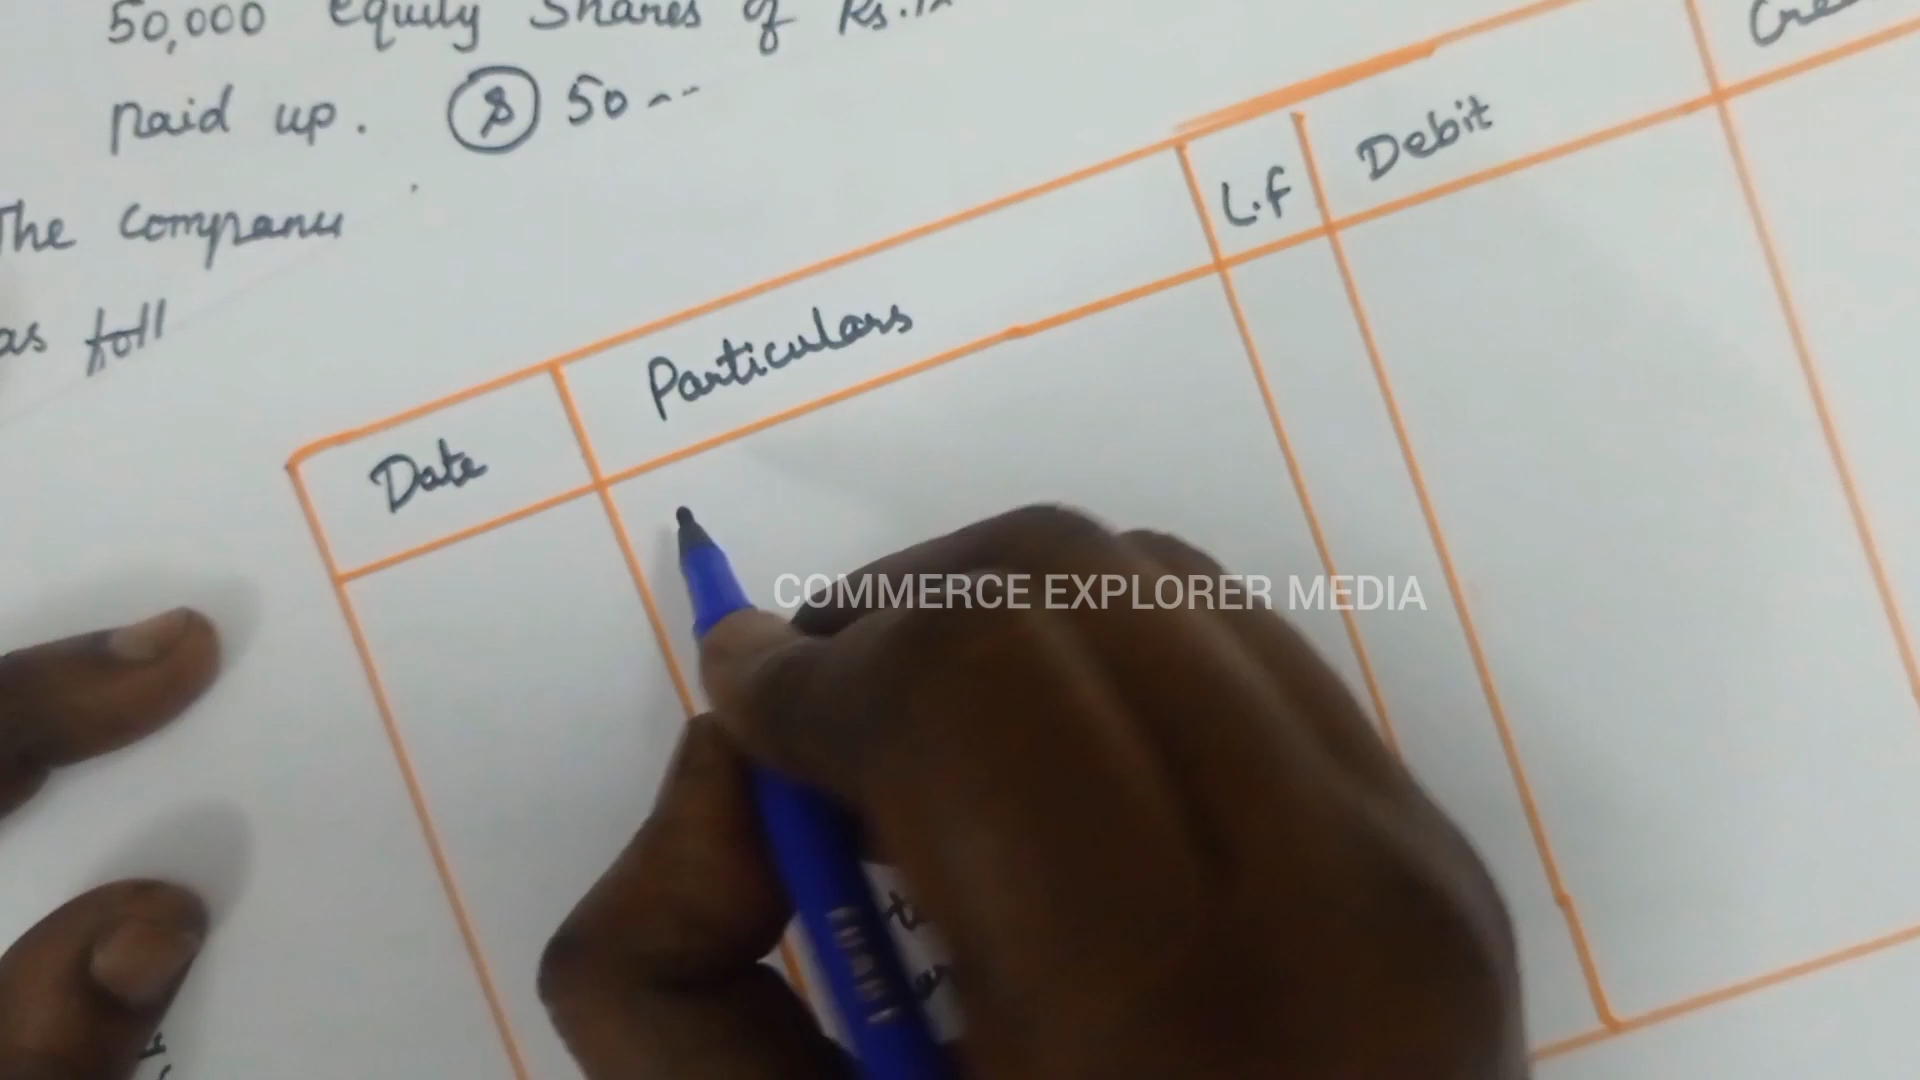 50,000 equity Shares of Rs.
paid up. 50
The Company
as foll
Date Particulars L.F Debit Cre
COMMERCE EXPLORER MEDIA